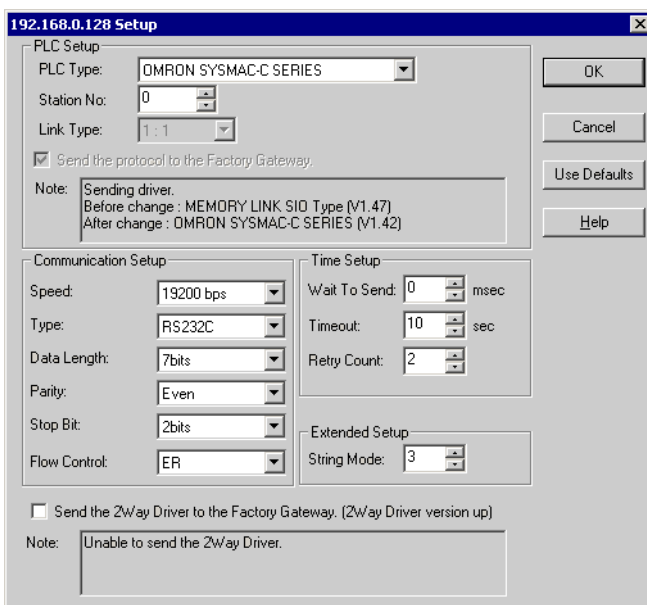 192.168.0.128 Setup
PLC Setup
PLC Type: OMRON SYSMAC-C SERIES
Station No: 0
Link Type: 1 : 1
Send the protocol to the Factory Gateway.
Note: Sending driver.
Before change : MEMORY LINK SIO Type (V1.47)
After change : OMRON SYSMAC-C SERIES (V1.42)
OK
Cancel
Use Defaults
Help
Communication Setup
Speed: 19200 bps
Type: RS232C
Data Length: 7bits
Parity: Even
Stop Bit: 2bits
Flow Control: ER
Time Setup
Wait To Send: 0 msec
Timeout: 10 sec
Retry Count: 2
Extended Setup
String Mode: 3
Send the 2Way Driver to the Factory Gateway. (2Way Driver version up)
Note: Unable to send the 2Way Driver.